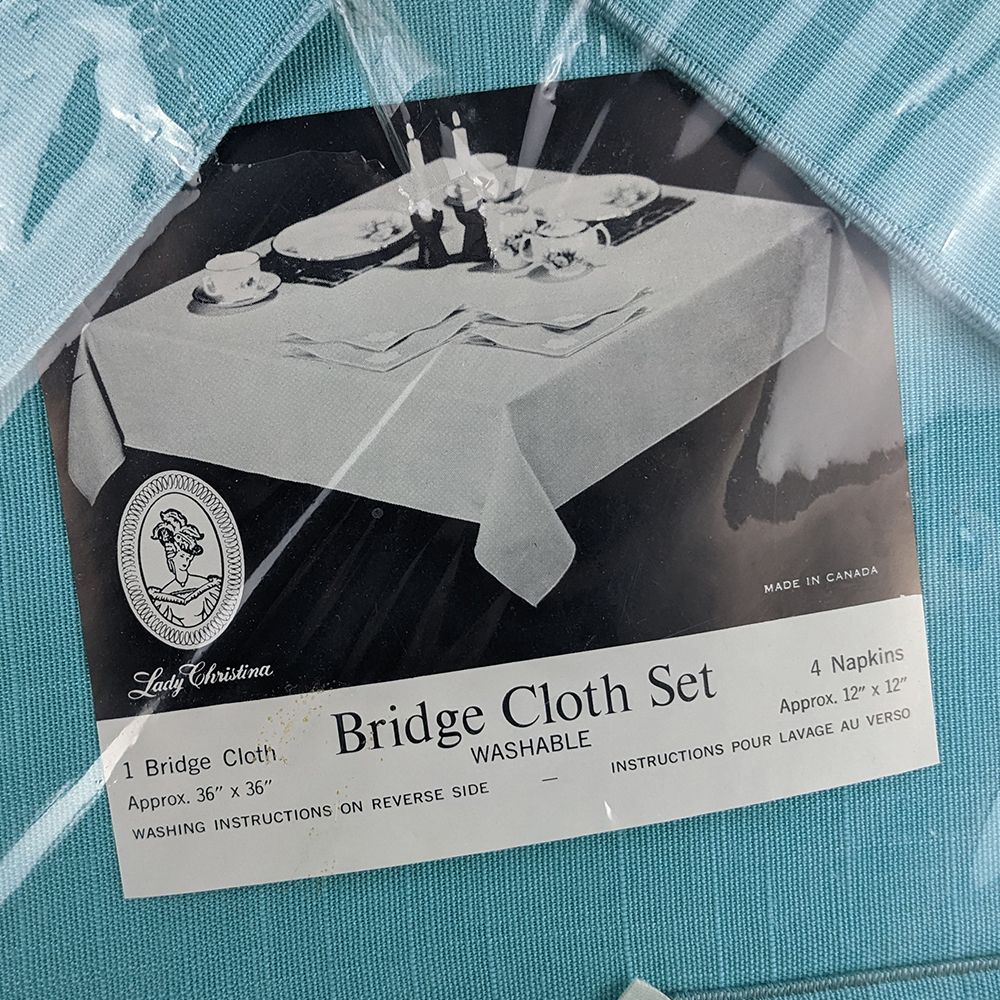 MADE IN CANADA
Lady Christina
Bridge Cloth Set
WASHABLE
1 Bridge Cloth
Approx. 36" x 36"
WASHING INSTRUCTIONS ON REVERSE SIDE —
4 Napkins
Approx. 12" x 12"
INSTRUCTIONS POUR LAVAGE AU VERSO